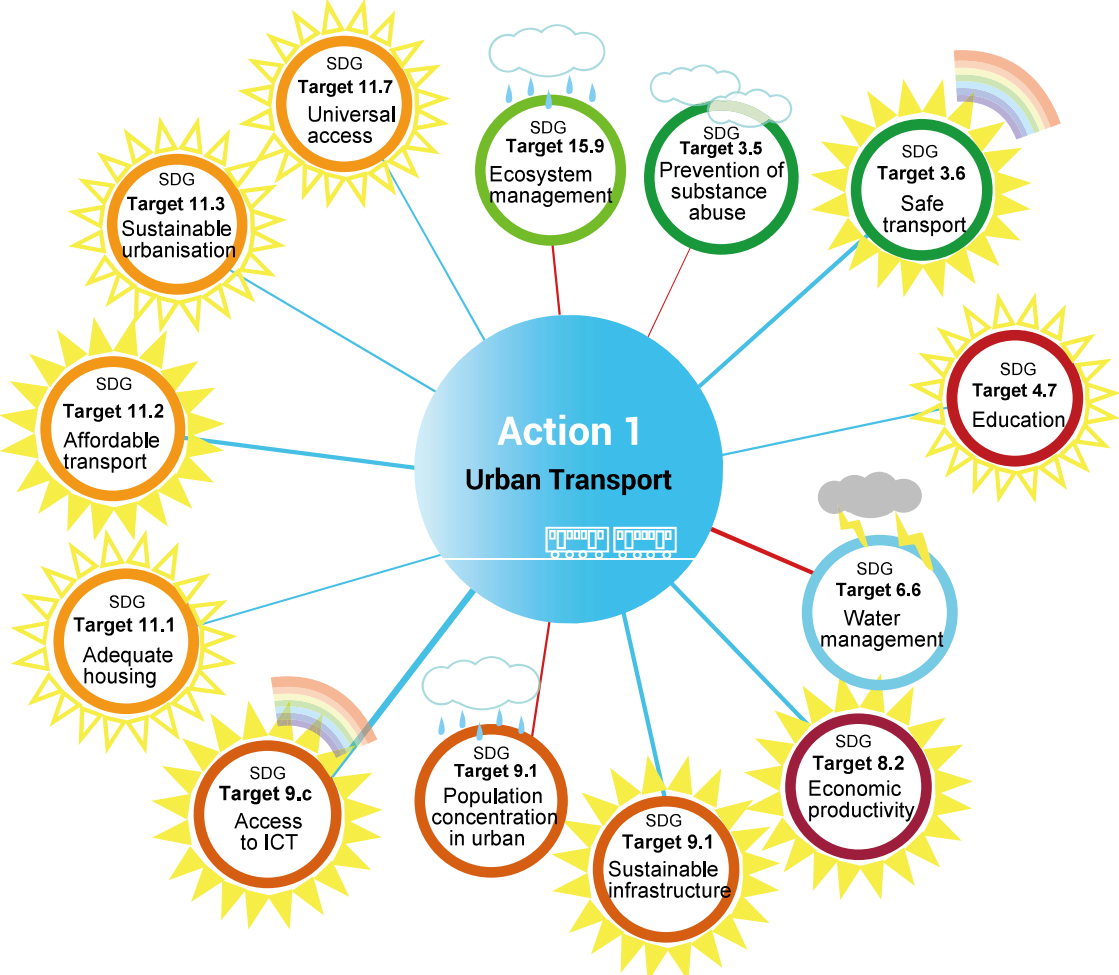 SDG
Target 11.7
Universal
access
SDG
Target 15.9
Ecosystem
management
SDG
Target 3.5
Prevention of
substance
abuse
SDG
Target 3.6
Safe
transport
SDG
Target 11.3
Sustainable
urbanisation
SDG
Target 11.2
Affordable
transport
Action 1
Urban Transport
SDG
Target 4.7
Education
SDG
Target 6.6
Water
management
SDG
Target 11.1
Adequate
housing
SDG
Target 9.c
Access
to ICT
SDG
Target 9.1
Population
concentration
in urban
SDG
Target 9.1
Sustainable
infrastructure
SDG
Target 8.2
Economic
productivity